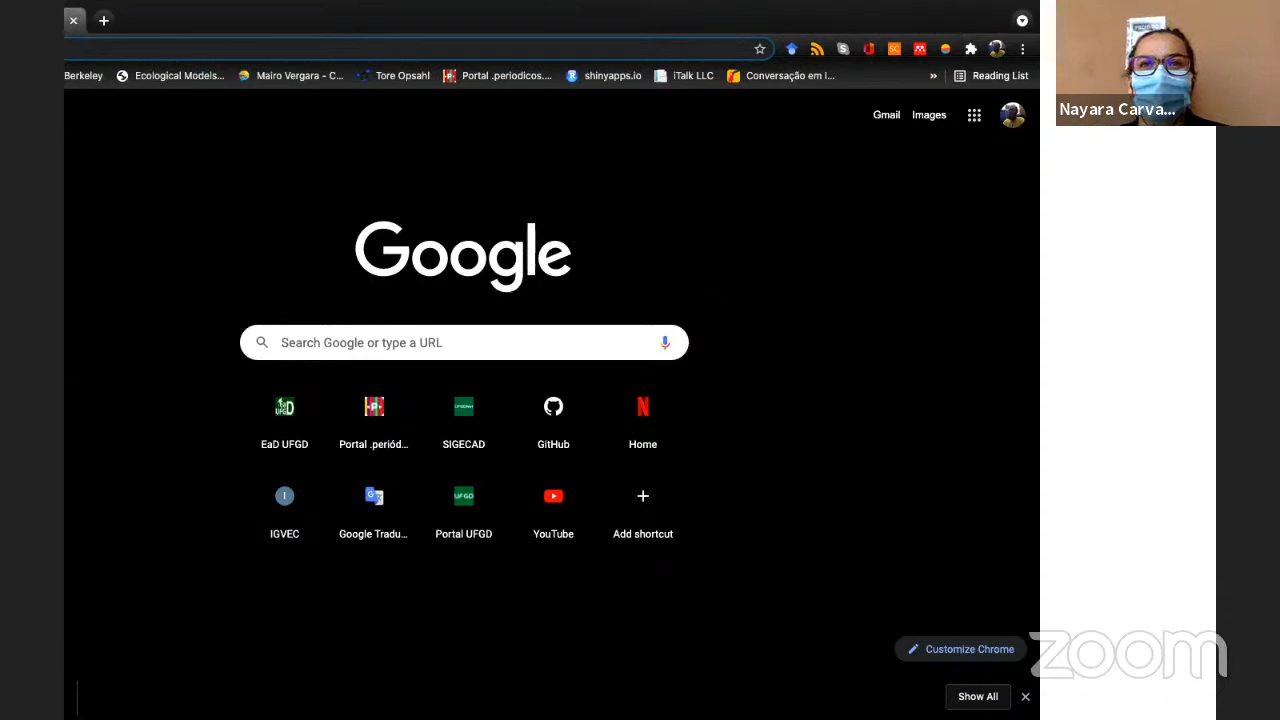 Berkeley
Ecological Models...
Mairo Vergara - C...
Tore Opsahl
Portal .periodicos....
shinyapps.io
iTalk LLC
Conversação em I...
»
Reading List
Nayara Carva...
Gmail
Images
Google
Search Google or type a URL
EaD UFGD
Portal .periód...
SIGECAD
GitHub
Home
IGVEC
Google Tradu...
Portal UFGD
YouTube
Add shortcut
Customize Chrome
zoom
Show All